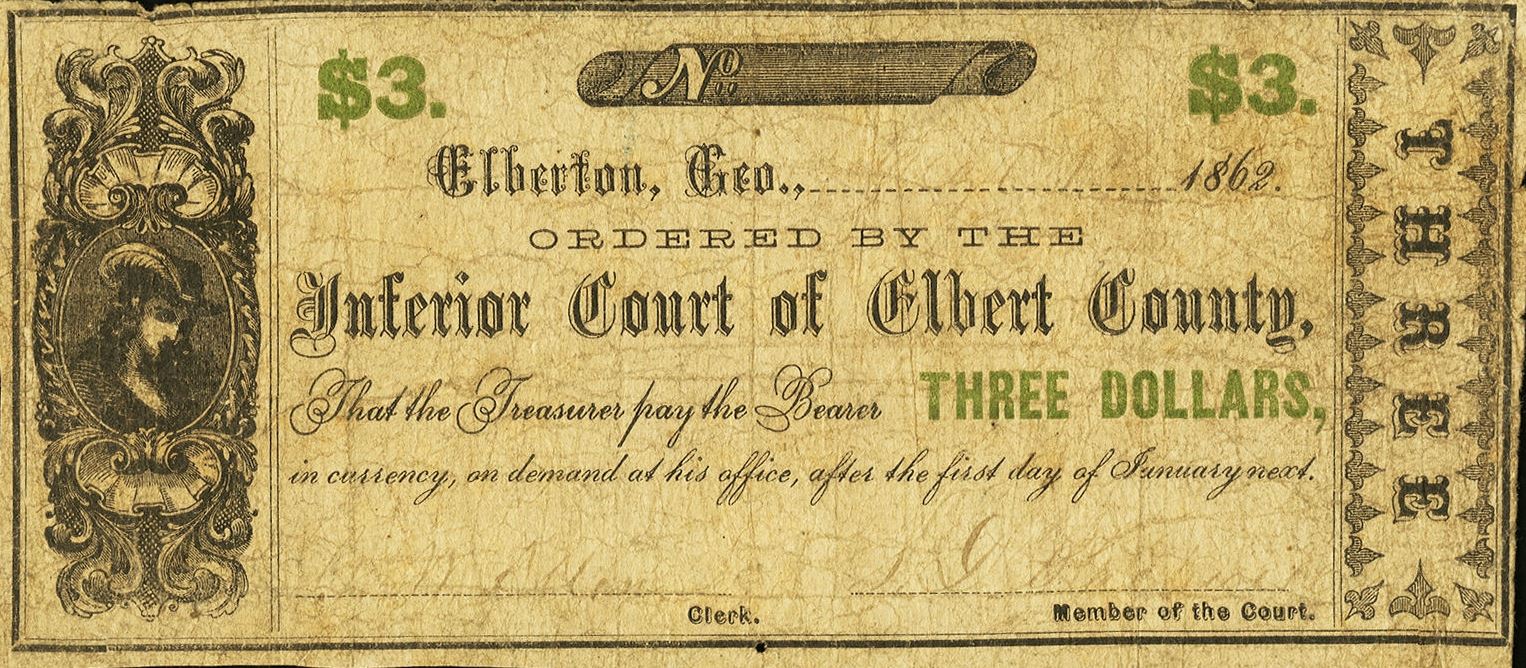 $3. Nº $3.
Elberton, Geo., 1862.
ORDERED BY THE
Inferior Court of Elbert County,
That the Treasurer pay the Bearer THREE DOLLARS,
in currency, on demand at his office, after the first day of January next.
Clerk. Member of the Court.
THREE